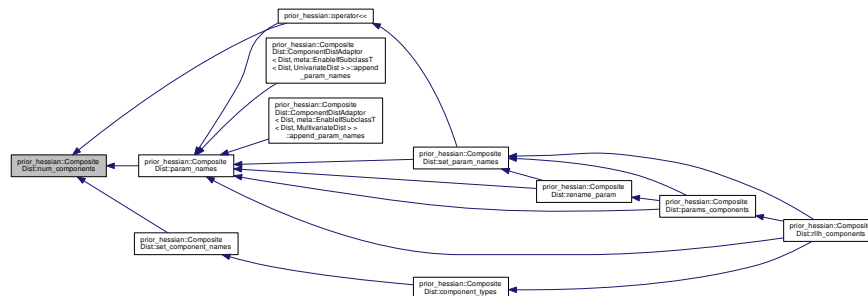 prior_hessian::operator<<
prior_hessian::Composite
Dist::ComponentDistAdaptor
< Dist, meta::EnableIfSubclassT
< Dist, UnivariateDist > >::append
_param_names
prior_hessian::Composite
Dist::ComponentDistAdaptor
< Dist, meta::EnableIfSubclassT
< Dist, MultivariateDist > >
::append_param_names
prior_hessian::Composite
Dist::num_components
prior_hessian::Composite
Dist::param_names
prior_hessian::Composite
Dist::set_param_names
prior_hessian::Composite
Dist::rename_param
prior_hessian::Composite
Dist::params_components
prior_hessian::Composite
Dist::rllh_components
prior_hessian::Composite
Dist::set_component_names
prior_hessian::Composite
Dist::component_types